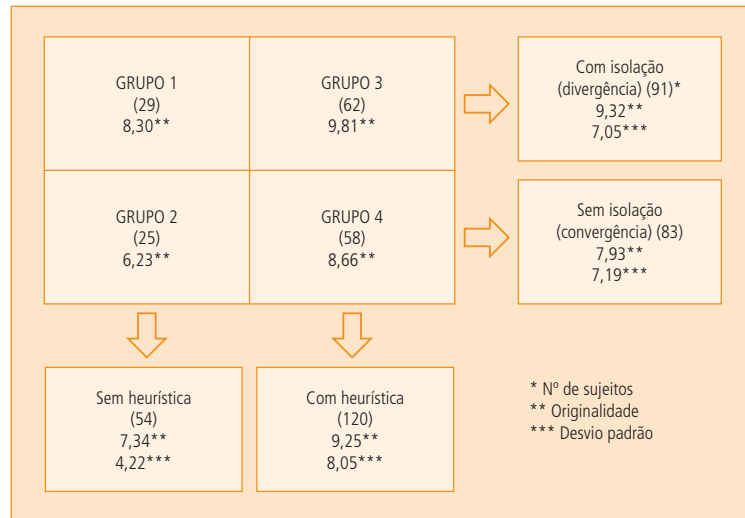 GRUPO 1
(29)
8,30**
GRUPO 3
(62)
9,81**
Com isolação
(divergência) (91)*
9,32**
7,05***
GRUPO 2
(25)
6,23**
GRUPO 4
(58)
8,66**
Sem isolação
(convergência) (83)
7,93**
7,19***
Sem heurística
(54)
7,34**
4,22***
Com heurística
(120)
9,25**
8,05***
* Nº de sujeitos
** Originalidade
*** Desvio padrão